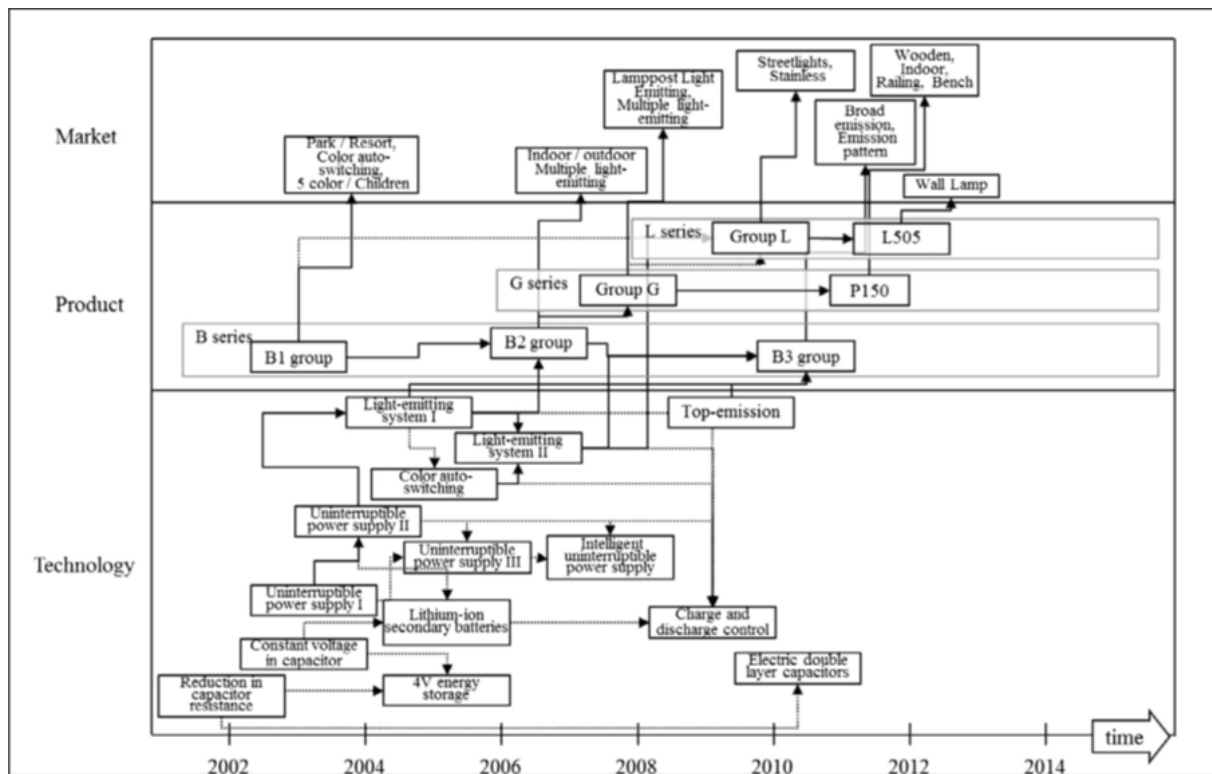 Market
Park / Resort,
Color auto-
switching,
5 color / Children
Lamppost Light
Emitting,
Multiple light-
emitting
Indoor / outdoor
Multiple light-
emitting
Streetlights,
Stainless
Wooden,
Indoor,
Railing, Bench
Broad
emission,
Emission
pattern
Wall Lamp
Product
L series
Group L
L505
G series
Group G
P150
B series
B1 group
B2 group
B3 group
Technology
Light-emitting
system I
Top-emission
Light-emitting
system II
Color auto-
switching
Uninterruptible
power supply II
Uninterruptible
power supply III
Intelligent
uninterruptible
power supply
Uninterruptible
power supply I
Lithium-ion
secondary batteries
Charge and
discharge control
Constant voltage
in capacitor
Electric double
layer capacitors
Reduction in
capacitor
resistance
4V energy
storage
time
2002 2004 2006 2008 2010 2012 2014